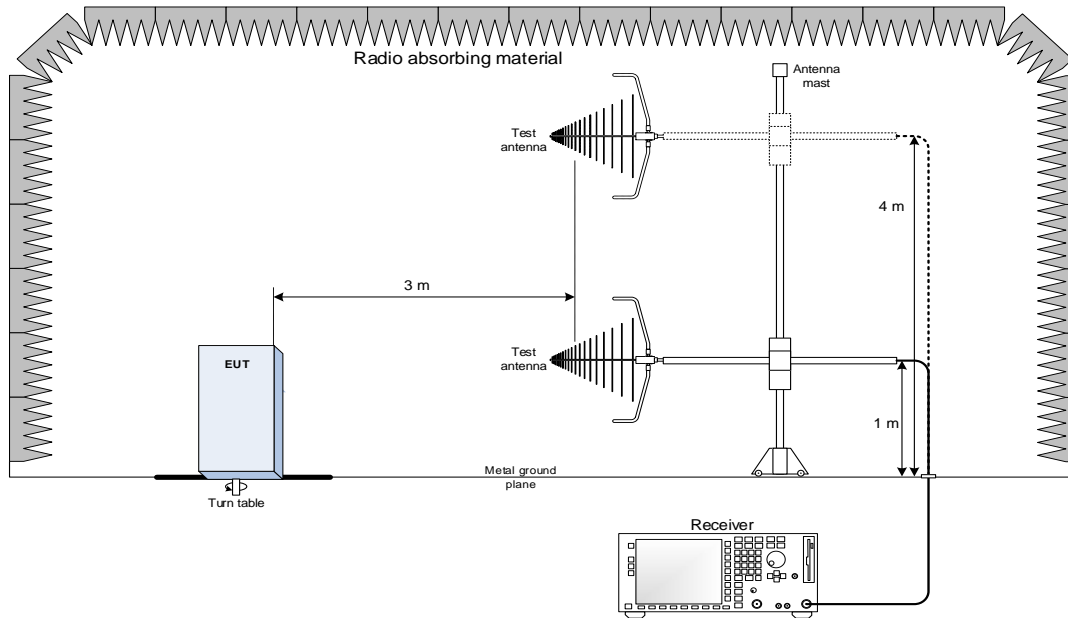 Radio absorbing material
Antenna
mast
Test
antenna
4 m
3 m
Test
antenna
EUT
1 m
Metal ground
plane
Turn table
Receiver